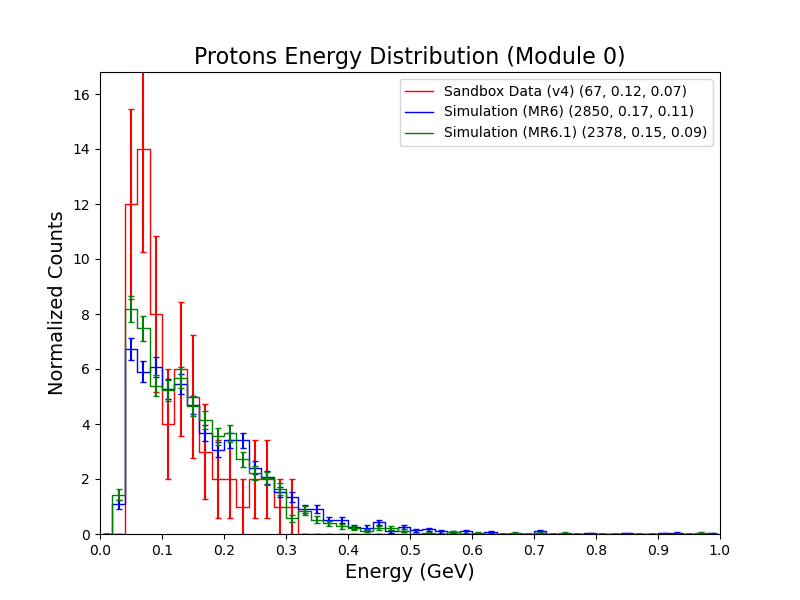 Protons Energy Distribution (Module 0)
Sandbox Data (v4) (67, 0.12, 0.07)
Simulation (MR6) (2850, 0.17, 0.11)
Simulation (MR6.1) (2378, 0.15, 0.09)
Normalized Counts
16
14
12
10
8
6
4
2
0
0.0 0.1 0.2 0.3 0.4 0.5 0.6 0.7 0.8 0.9 1.0
Energy (GeV)